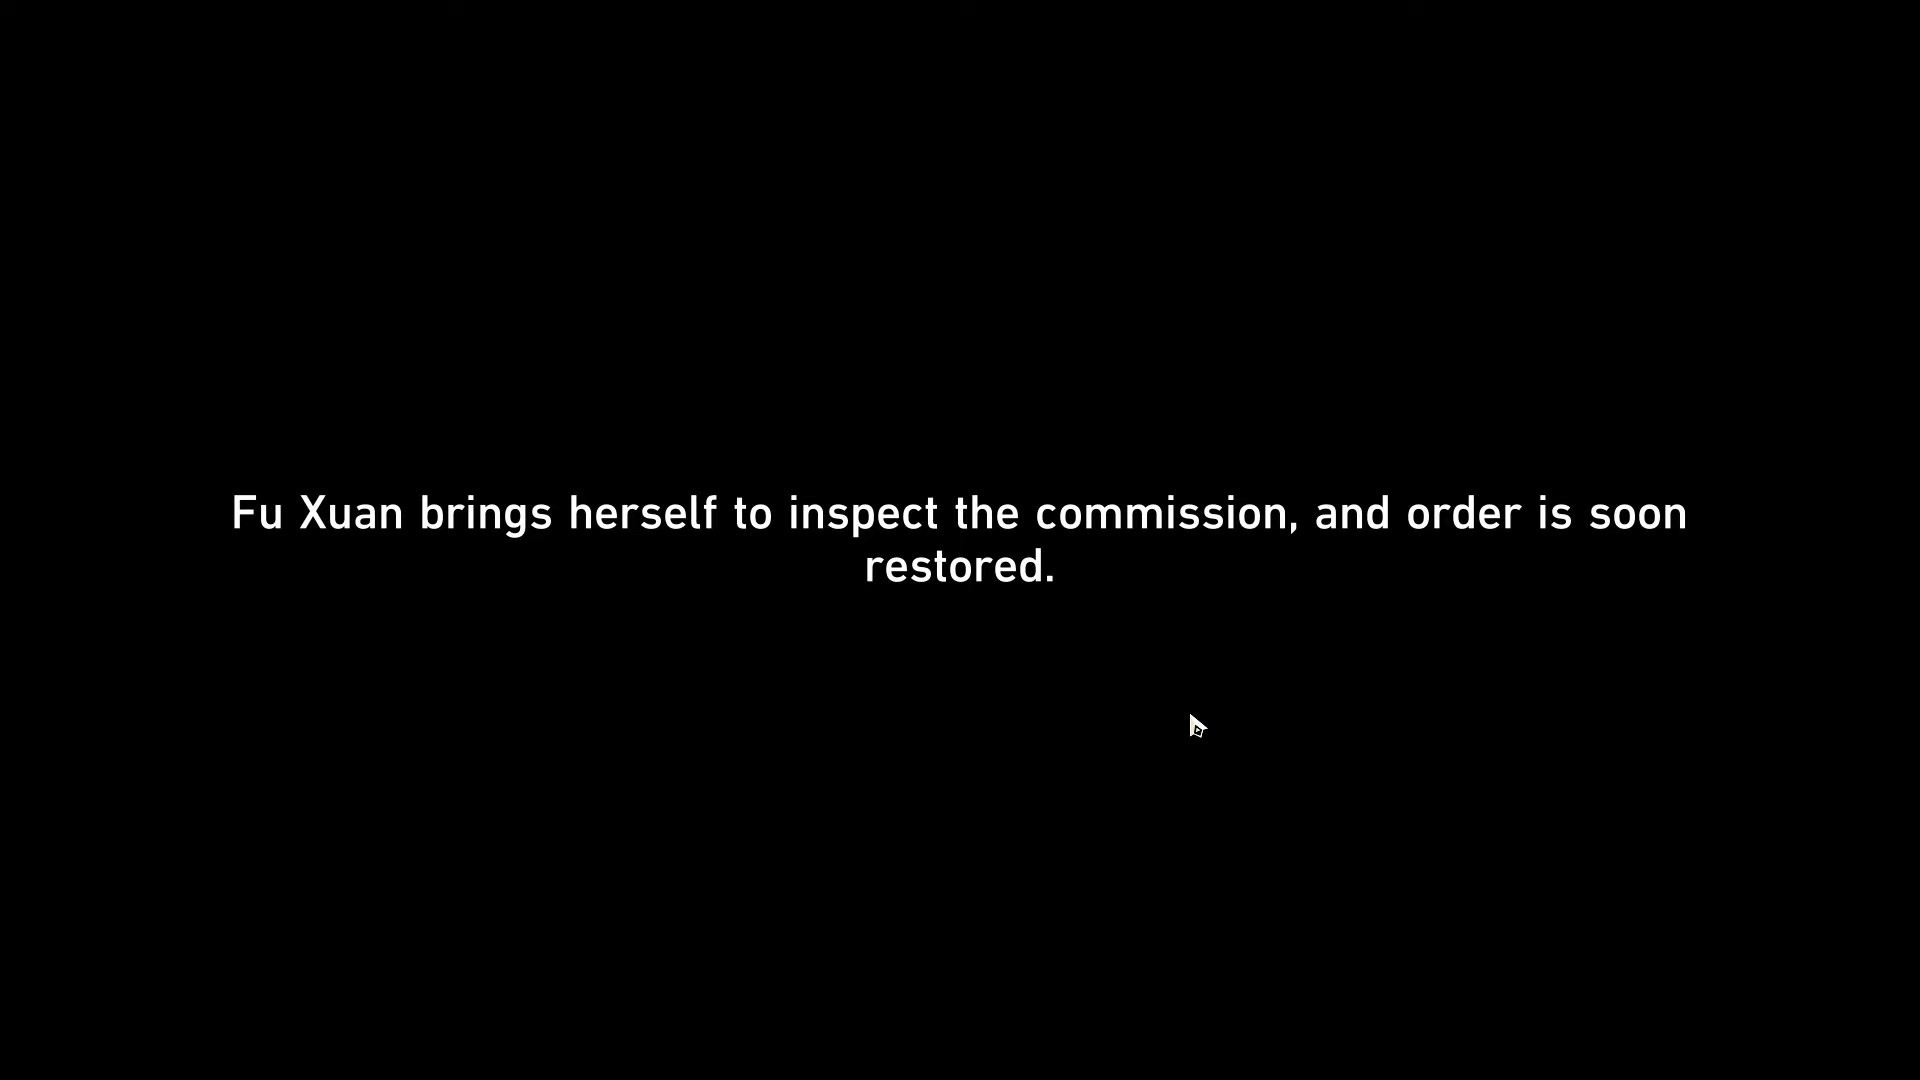 Fu Xuan brings herself to inspect the commission, and order is soon
restored.